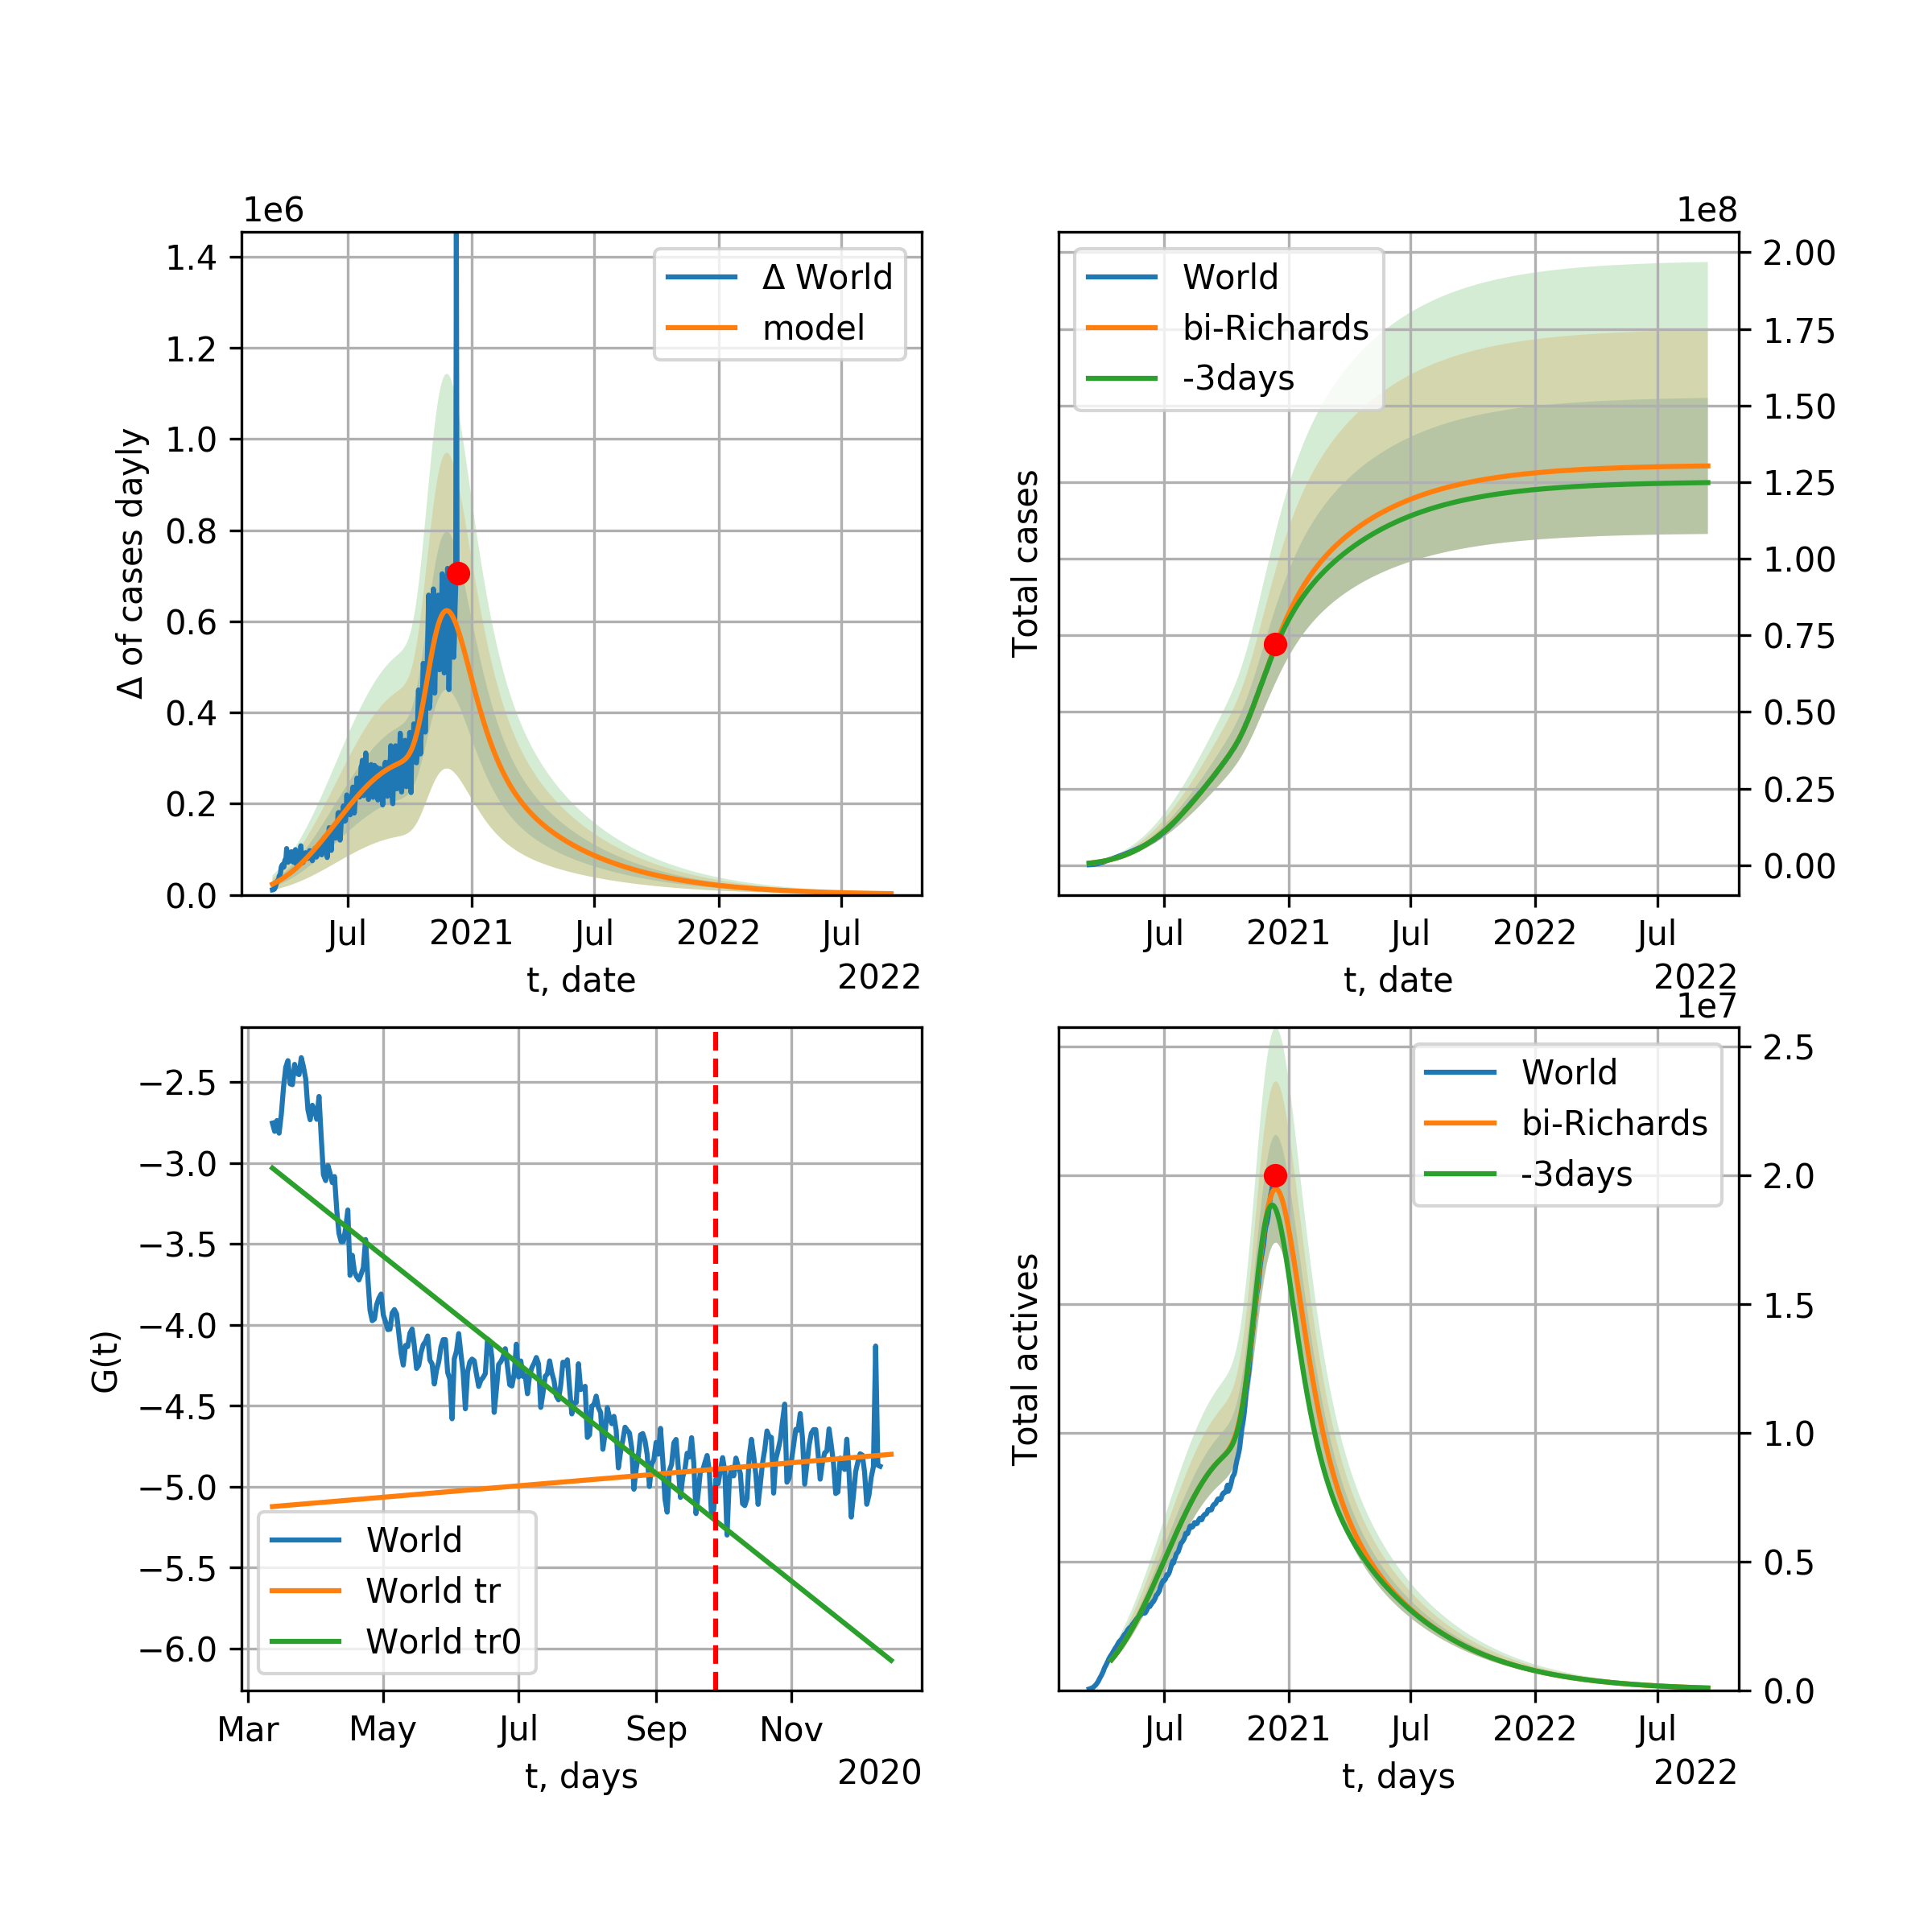 1e6
1.4
1.2
1.0
0.8
0.6
0.4
0.2
0.0
Δ of cases dayly
Δ World
model
Jul
2021
Jul
2022
Jul
t, date
2022
1e8
World
bi-Richards
-3days
2.00
1.75
1.50
1.25
1.00
0.75
0.50
0.25
0.00
Total cases
Jul
2021
Jul
2022
Jul
t, date
2022
−2.5
−3.0
−3.5
−4.0
−4.5
−5.0
−5.5
−6.0
G(t)
World
World tr
World tr0
Mar
May
Jul
Sep
Nov
t, days
2020
1e7
World
bi-Richards
-3days
2.5
2.0
1.5
1.0
0.5
0.0
Total actives
Jul
2021
Jul
2022
Jul
t, days
2022